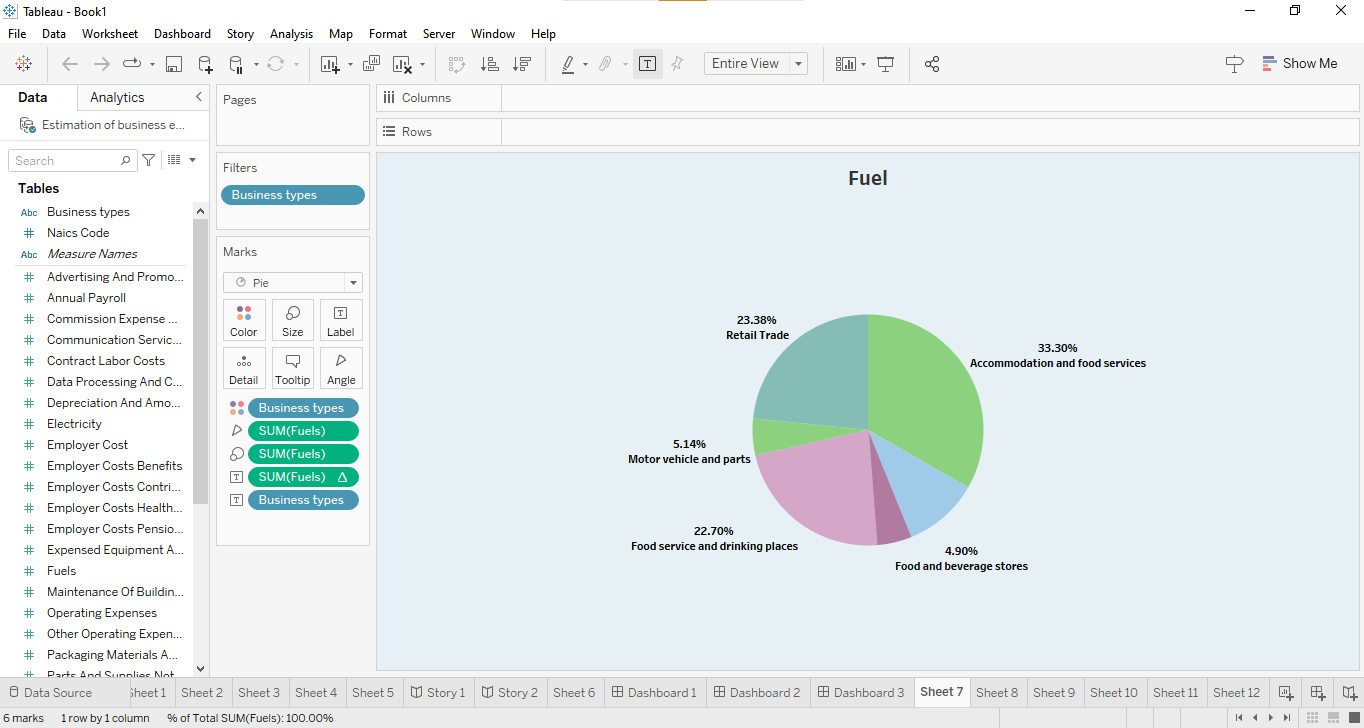 Tableau - Book1
File Data Worksheet Dashboard Story Analysis Map Format Server Window Help
Entire View
Show Me
Data Analytics
Estimation of business e...
Search
Tables
Abc Business types
# Naics Code
Abc Measure Names
# Advertising And Promo...
# Annual Payroll
# Commission Expense ...
# Communication Servic...
# Contract Labor Costs
# Data Processing And C...
# Depreciation And Amo...
# Electricity
# Employer Cost
# Employer Costs Benefits
# Employer Costs Contri...
# Employer Costs Health...
# Employer Costs Pensio...
# Expensed Equipment A...
# Fuels
# Maintenance Of Buildin...
# Operating Expenses
# Other Operating Expen...
# Packaging Materials A...
# Parts And Supplies Not
Pages
Filters
Business types
Marks
Pie
Color Size Label
Detail Tooltip Angle
Business types
SUM(Fuels)
SUM(Fuels)
SUM(Fuels) Δ
Business types
Columns
Rows
Fuel
23.38%
Retail Trade
33.30%
Accommodation and food services
5.14%
Motor vehicle and parts
22.70%
Food service and drinking places
4.90%
Food and beverage stores
Data Source Sheet 1 Sheet 2 Sheet 3 Sheet 4 Sheet 5 Story 1 Story 2 Sheet 6 Dashboard 1 Dashboard 2 Dashboard 3 Sheet 7 Sheet 8 Sheet 9 Sheet 10 Sheet 11 Sheet 12
6 marks 1 row by 1 column % of Total SUM(Fuels): 100.00%